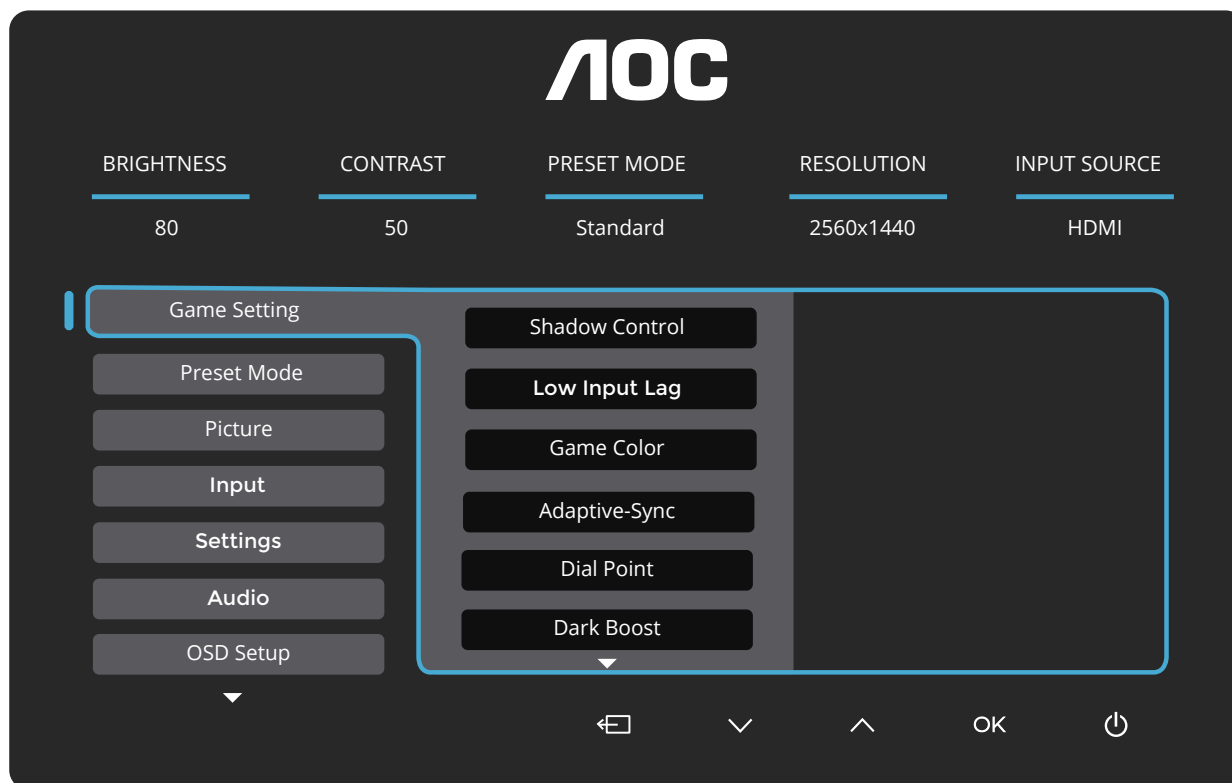 AOC
BRIGHTNESS CONTRAST PRESET MODE RESOLUTION INPUT SOURCE
80 50 Standard 2560x1440 HDMI
Game Setting
Preset Mode
Picture
Input
Settings
Audio
OSD Setup
Shadow Control
Low Input Lag
Game Color
Adaptive-Sync
Dial Point
Dark Boost
OK